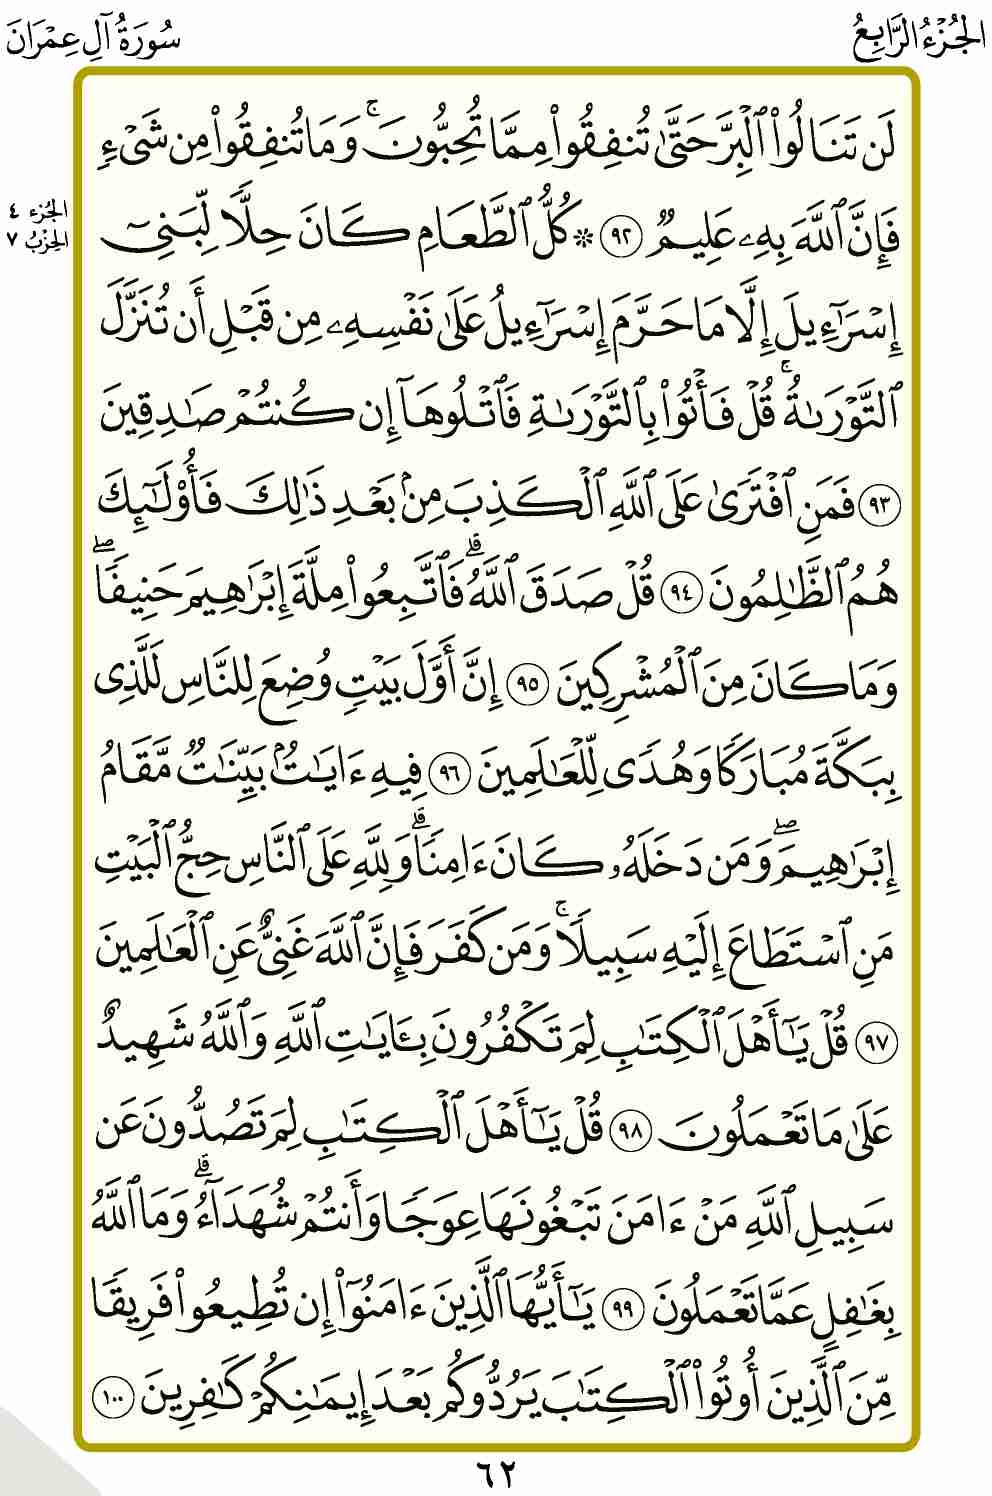 الجُزْءُ الرَّابِعُ
سُورَةُ آلِ عِمْرَانَ
لَن تَنَالُوا۟ ٱلْبِرَّ حَتَّىٰ تُنفِقُوا۟ مِمَّا تُحِبُّونَ ۚ وَمَا تُنفِقُوا۟ مِن شَىْءٍ
الجُزء ٤
الحِزْبُ ٧
فَإِنَّ ٱللَّهَ بِهِۦ عَلِيمٌ ٩٢ * كُلُّ ٱلطَّعَامِ كَانَ حِلًّا لِّبَنِىٓ
إِسْرَٰٓءِيلَ إِلَّا مَا حَرَّمَ إِسْرَٰٓءِيلُ عَلَىٰ نَفْسِهِۦ مِن قَبْلِ أَن تُنَزَّلَ
ٱلتَّوْرَىٰةُ ۗ قُلْ فَأْتُوا۟ بِٱلتَّوْرَىٰةِ فَٱتْلُوهَآ إِن كُنتُمْ صَٰدِقِينَ
٩٣ فَمَنِ ٱفْتَرَىٰ عَلَى ٱللَّهِ ٱلْكَذِبَ مِنۢ بَعْدِ ذَٰلِكَ فَأُو۟لَٰٓئِكَ
هُمُ ٱلظَّٰلِمُونَ ٩٤ قُلْ صَدَقَ ٱللَّهُ ۗ فَٱتَّبِعُوا۟ مِلَّةَ إِبْرَٰهِيمَ حَنِيفًا ۖ
وَمَا كَانَ مِنَ ٱلْمُشْرِكِينَ ٩٥ إِنَّ أَوَّلَ بَيْتٍ وُضِعَ لِلنَّاسِ لَلَّذِى
بِبَكَّةَ مُبَارَكًا وَهُدًى لِّلْعَٰلَمِينَ ٩٦ فِيهِ ءَايَٰتٌۢ بَيِّنَٰتٌ مَّقَامُ
إِبْرَٰهِيمَ ۖ وَمَن دَخَلَهُۥ كَانَ ءَامِنًا ۗ وَلِلَّهِ عَلَى ٱلنَّاسِ حِجُّ ٱلْبَيْتِ
مَنِ ٱسْتَطَاعَ إِلَيْهِ سَبِيلًا ۚ وَمَن كَفَرَ فَإِنَّ ٱللَّهَ غَنِىٌّ عَنِ ٱلْعَٰلَمِينَ
٩٧ قُلْ يَٰٓأَهْلَ ٱلْكِتَٰبِ لِمَ تَكْفُرُونَ بِـَٔايَٰتِ ٱللَّهِ وَٱللَّهُ شَهِيدٌ
عَلَىٰ مَا تَعْمَلُونَ ٩٨ قُلْ يَٰٓأَهْلَ ٱلْكِتَٰبِ لِمَ تَصُدُّونَ عَن
سَبِيلِ ٱللَّهِ مَنْ ءَامَنَ تَبْغُونَهَا عِوَجًا وَأَنتُمْ شُهَدَآءُ ۗ وَمَا ٱللَّهُ
بِغَٰفِلٍ عَمَّا تَعْمَلُونَ ٩٩ يَٰٓأَيُّهَا ٱلَّذِينَ ءَامَنُوٓا۟ إِن تُطِيعُوا۟ فَرِيقًا
مِّنَ ٱلَّذِينَ أُوتُوا۟ ٱلْكِتَٰبَ يَرُدُّوكُم بَعْدَ إِيمَٰنِكُمْ كَٰفِرِينَ ١٠٠
٦٢